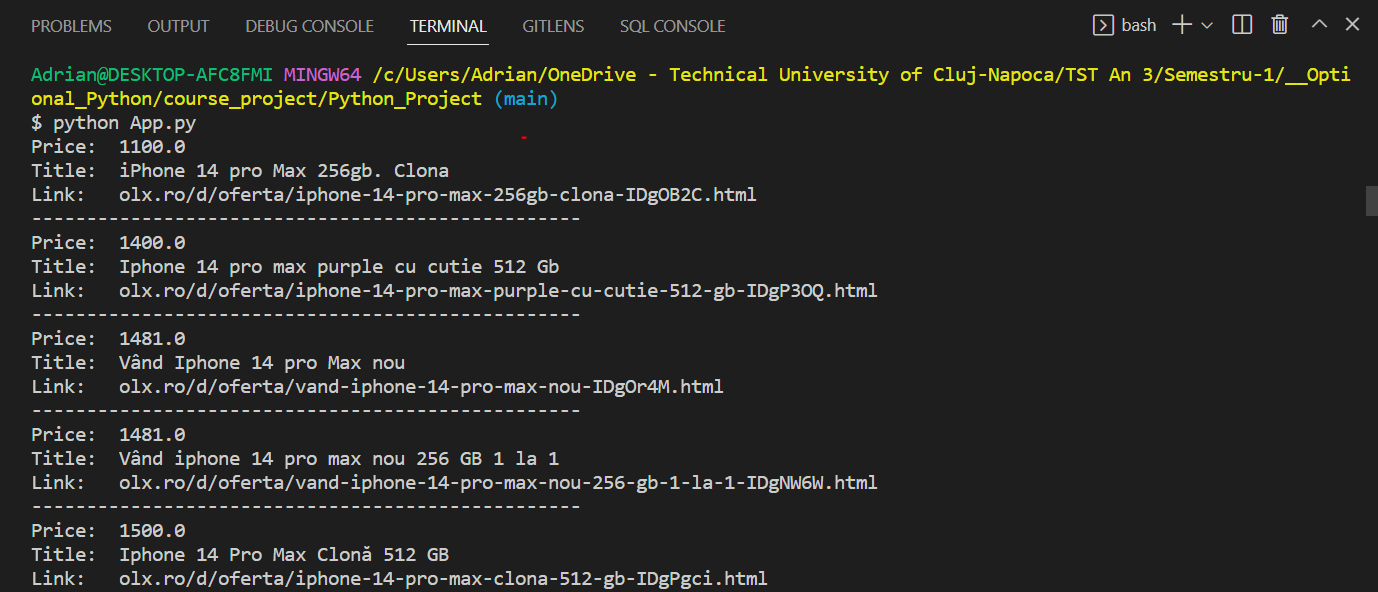 PROBLEMS OUTPUT DEBUG CONSOLE TERMINAL GITLENS SQL CONSOLE bash
Adrian@DESKTOP-AFC8FMI MINGW64 /c/Users/Adrian/OneDrive - Technical University of Cluj-Napoca/TST An 3/Semestru-1/__Opti
onal_Python/course_project/Python_Project (main)
$ python App.py
Price:  1100.0
Title:  iPhone 14 pro Max 256gb. Clona
Link:   olx.ro/d/oferta/iphone-14-pro-max-256gb-clona-IDgOB2C.html
--------------------------------------------------
Price:  1400.0
Title:  Iphone 14 pro max purple cu cutie 512 Gb
Link:   olx.ro/d/oferta/iphone-14-pro-max-purple-cu-cutie-512-gb-IDgP3OQ.html
--------------------------------------------------
Price:  1481.0
Title:  Vând Iphone 14 pro Max nou
Link:   olx.ro/d/oferta/vand-iphone-14-pro-max-nou-IDgOr4M.html
--------------------------------------------------
Price:  1481.0
Title:  Vând iphone 14 pro max nou 256 GB 1 la 1
Link:   olx.ro/d/oferta/vand-iphone-14-pro-max-nou-256-gb-1-la-1-IDgNW6W.html
--------------------------------------------------
Price:  1500.0
Title:  Iphone 14 Pro Max Clonă 512 GB
Link:   olx.ro/d/oferta/iphone-14-pro-max-clona-512-gb-IDgPgci.html